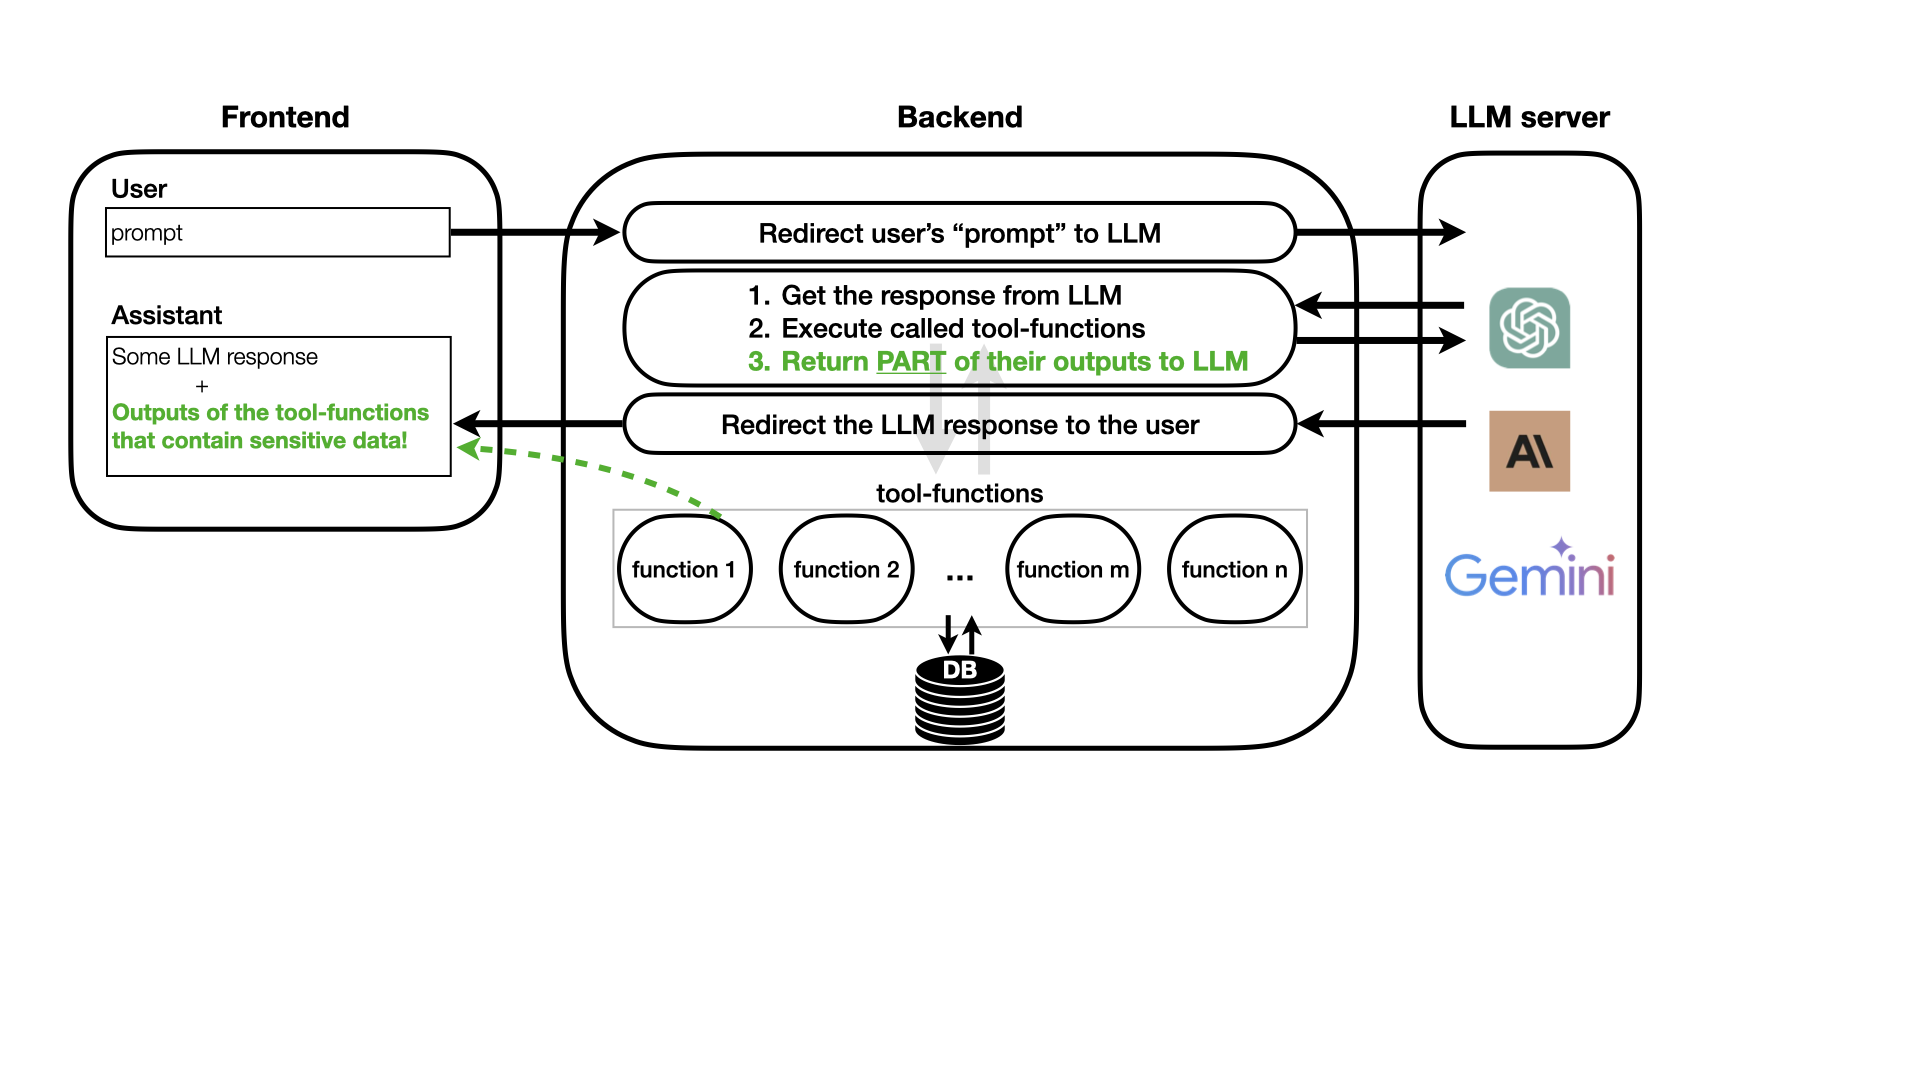 Frontend
Backend
LLM server
User
prompt
Assistant
Some LLM response
+
Outputs of the tool-functions
that contain sensitive data!
Redirect user’s “prompt” to LLM
1. Get the response from LLM
2. Execute called tool-functions
3. Return PART of their outputs to LLM
Redirect the LLM response to the user
tool-functions
function 1
function 2
...
function m
function n
DB
A\
Gemini